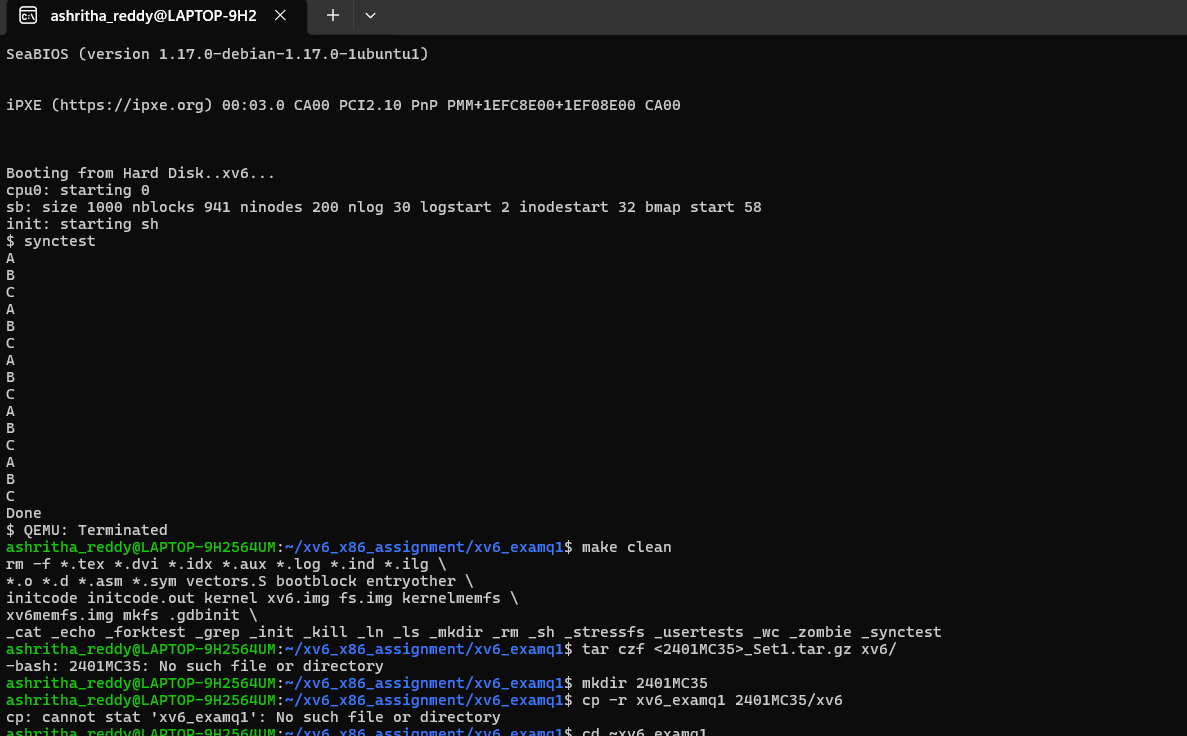 ashritha_reddy@LAPTOP-9H2
SeaBIOS (version 1.17.0-debian-1.17.0-1ubuntu1)
iPXE (https://ipxe.org) 00:03.0 CA00 PCI2.10 PnP PMM+1EFC8E00+1EF08E00 CA00
Booting from Hard Disk..xv6...
cpu0: starting 0
sb: size 1000 nblocks 941 ninodes 200 nlog 30 logstart 2 inodestart 32 bmap start 58
init: starting sh
$ synctest
A
B
C
A
B
C
A
B
C
A
B
C
A
B
C
Done
$ QEMU: Terminated
ashritha_reddy@LAPTOP-9H2564UM:~/xv6_x86_assignment/xv6_examq1$ make clean
rm -f *.tex *.dvi *.idx *.aux *.log *.ind *.ilg \
*.o *.d *.asm *.sym vectors.S bootblock entryother \
initcode initcode.out kernel xv6.img fs.img kernelmemfs \
xv6memfs.img mkfs .gdbinit \
_cat _echo _forktest _grep _init _kill _ln _ls _mkdir _rm _sh _stressfs _usertests _wc _zombie _synctest
ashritha_reddy@LAPTOP-9H2564UM:~/xv6_x86_assignment/xv6_examq1$ tar czf <2401MC35>_Set1.tar.gz xv6/
-bash: 2401MC35: No such file or directory
ashritha_reddy@LAPTOP-9H2564UM:~/xv6_x86_assignment/xv6_examq1$ mkdir 2401MC35
ashritha_reddy@LAPTOP-9H2564UM:~/xv6_x86_assignment/xv6_examq1$ cp -r xv6_examq1 2401MC35/xv6
cp: cannot stat 'xv6_examq1': No such file or directory
ashritha_reddy@LAPTOP-9H2564UM:~/xv6_x86_assignment/xv6_examq1$ cd ~xv6_examq1